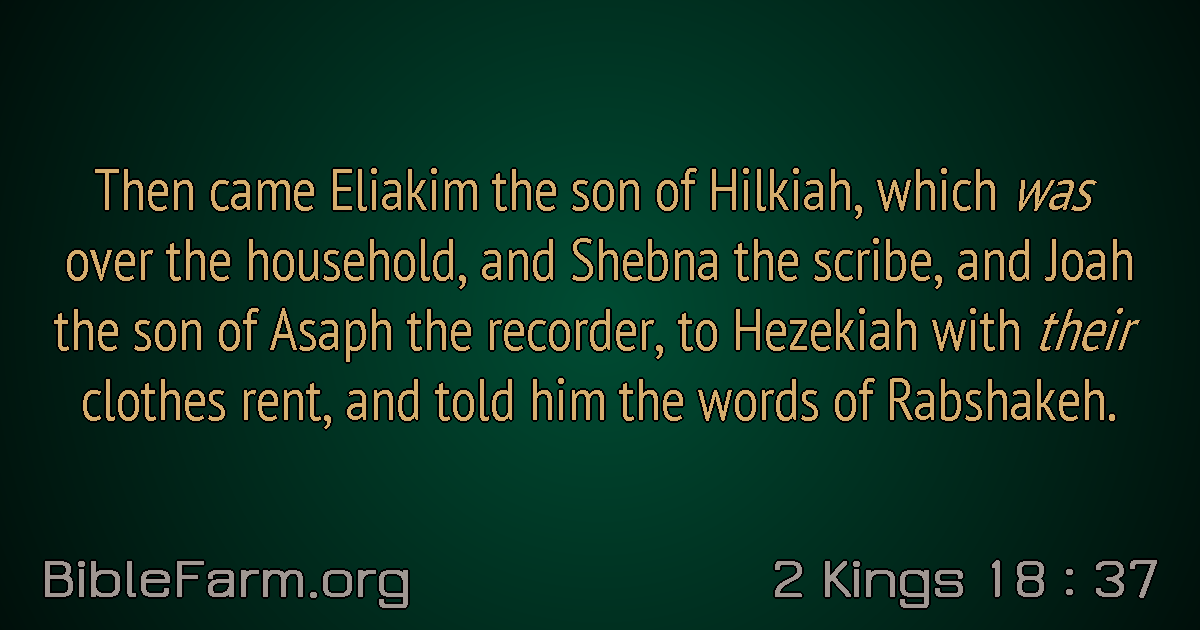 Then came Eliakim the son of Hilkiah, which was
over the household, and Shebna the scribe, and Joah
the son of Asaph the recorder, to Hezekiah with their
clothes rent, and told him the words of Rabshakeh.
BibleFarm.org
2 Kings 18 : 37